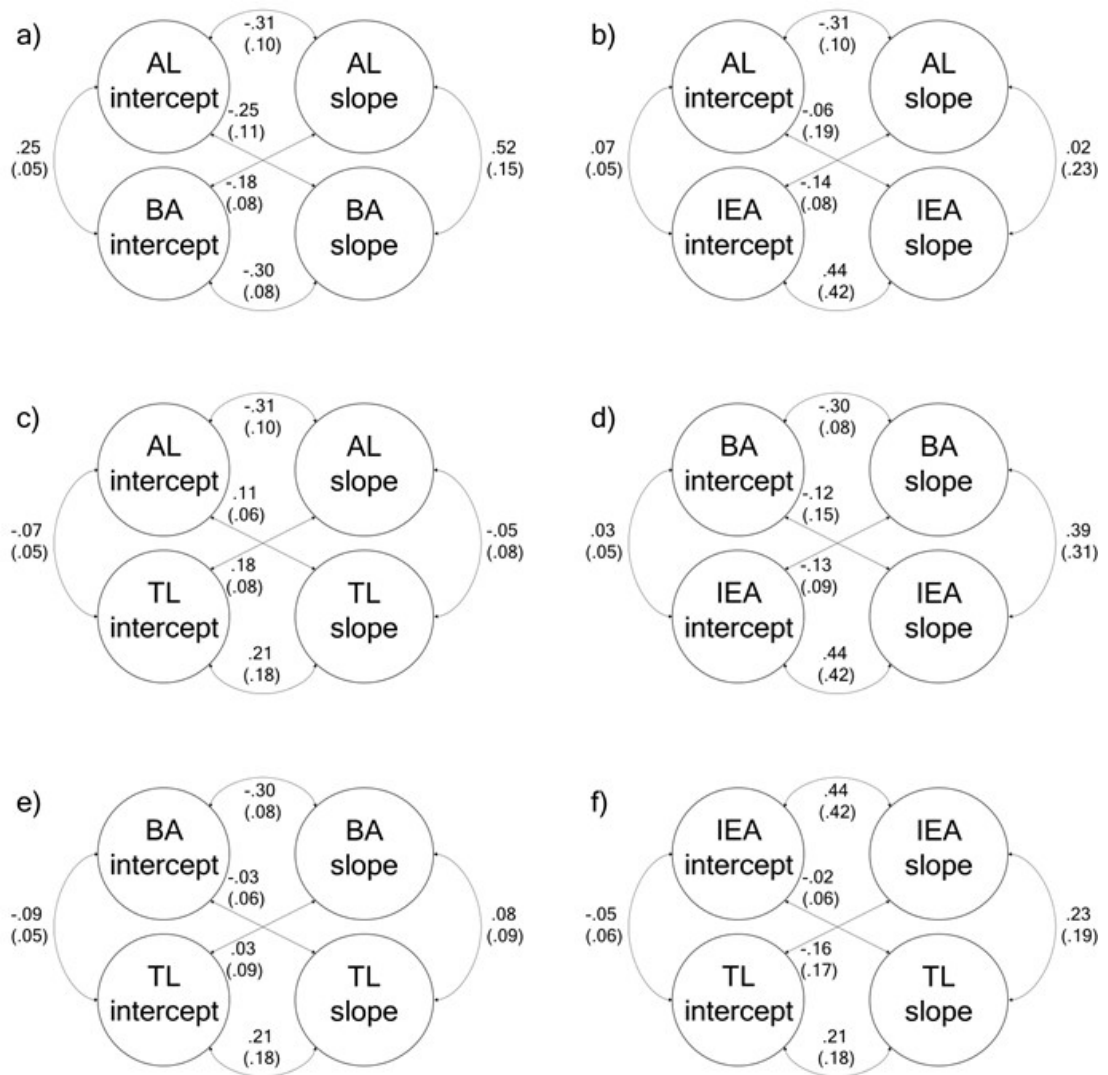 a)
-.31
(.10)
AL
intercept
AL
slope
-.25
(.11)
.25
(.05)
.52
(.15)
-.18
(.08)
BA
intercept
BA
slope
-.30
(.08)
b)
-.31
(.10)
AL
intercept
AL
slope
-.06
(.19)
.07
(.05)
.02
(.23)
-.14
(.08)
IEA
intercept
IEA
slope
.44
(.42)
c)
-.31
(.10)
AL
intercept
AL
slope
.11
(.06)
-.07
(.05)
-.05
(.08)
.18
(.08)
TL
intercept
TL
slope
.21
(.18)
d)
-.30
(.08)
BA
intercept
BA
slope
-.12
(.15)
.03
(.05)
.39
(.31)
-.13
(.09)
IEA
intercept
IEA
slope
.44
(.42)
e)
-.30
(.08)
BA
intercept
BA
slope
-.03
(.06)
-.09
(.05)
.08
(.09)
.03
(.09)
TL
intercept
TL
slope
.21
(.18)
f)
.44
(.42)
IEA
intercept
IEA
slope
-.02
(.06)
-.05
(.06)
.23
(.19)
-.16
(.17)
TL
intercept
TL
slope
.21
(.18)